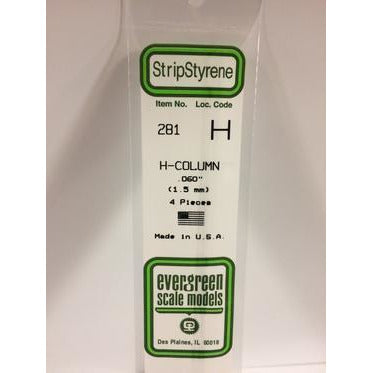 StripStyrene
Item No. Loc. Code
281 H
H-COLUMN
.060"
(1.5 mm)
4 Pieces
Made in U.S.A.
evergreen
scale models
Des Plaines, IL 60018